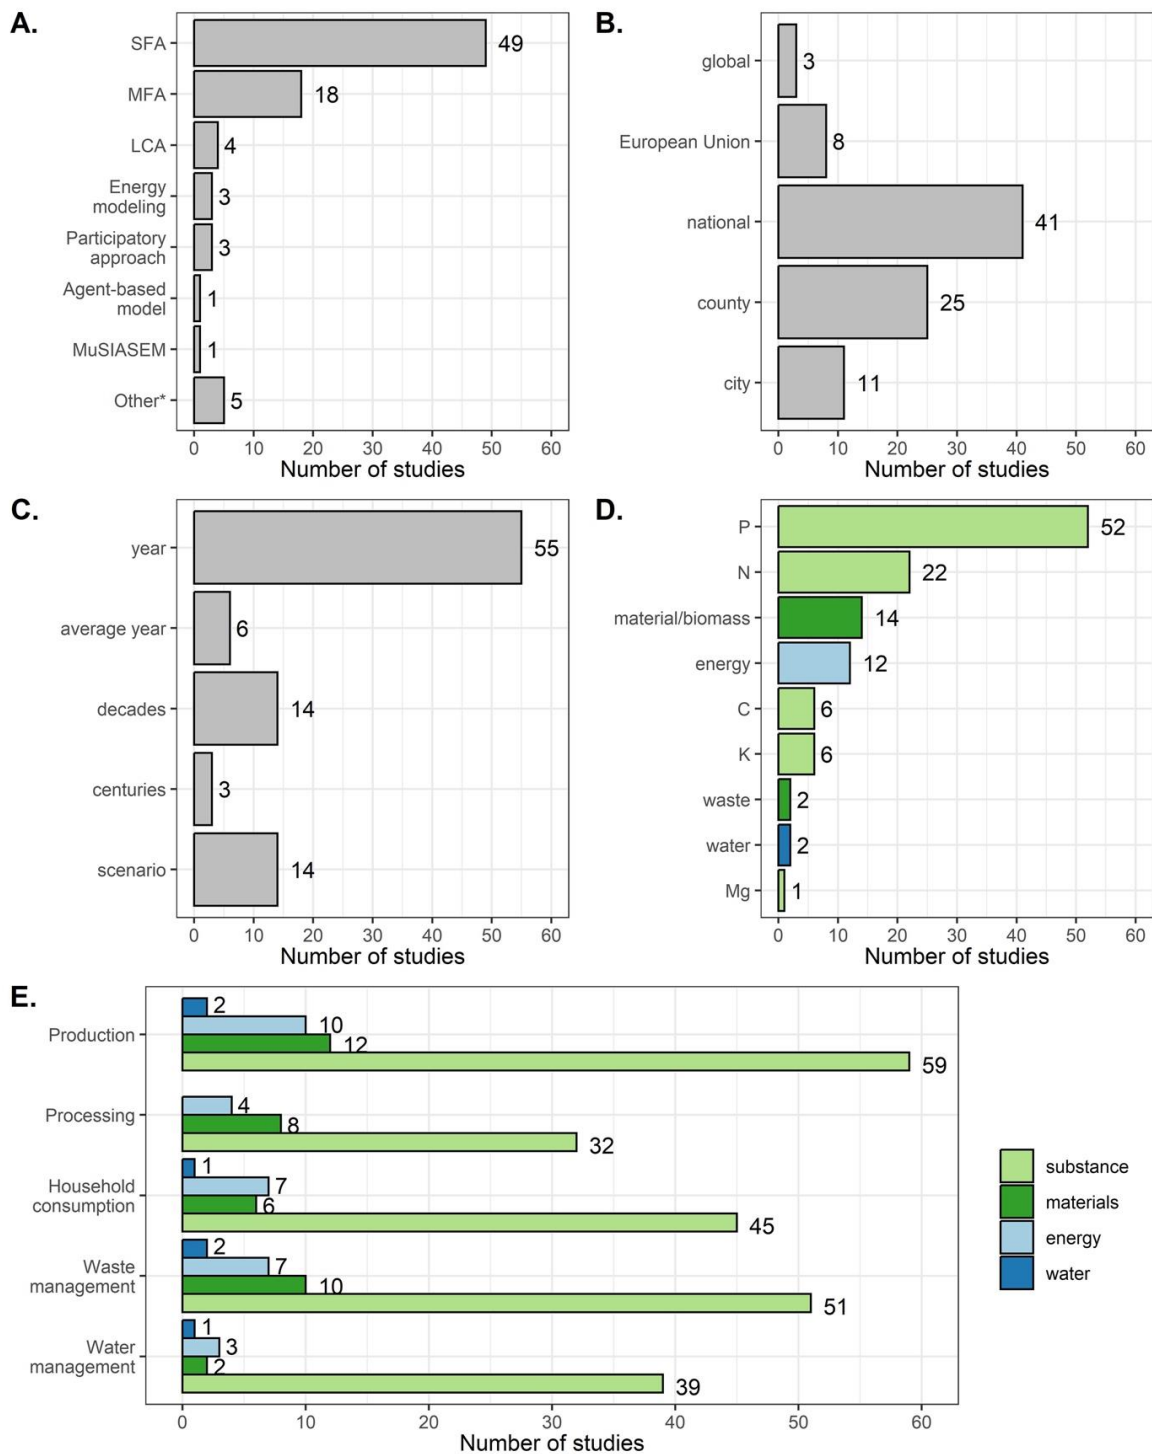 A.
SFA
49
MFA
18
LCA
4
Energy
modeling
3
Participatory
approach
3
Agent-based
model
1
MuSIASEM
1
Other*
5
0 10 20 30 40 50 60
Number of studies
B.
global
3
European Union
8
national
41
county
25
city
11
0 10 20 30 40 50 60
Number of studies
C.
year
55
average year
6
decades
14
centuries
3
scenario
14
0 10 20 30 40 50 60
Number of studies
D.
P
52
N
22
material/biomass
14
energy
12
C
6
K
6
waste
2
water
2
Mg
1
0 10 20 30 40 50 60
Number of studies
E.
Production
2
10
12
59
Processing
4
8
32
Household
consumption
1
7
6
45
Waste
management
2
7
10
51
Water
management
1
3
2
39
0 10 20 30 40 50 60
Number of studies
substance
materials
energy
water